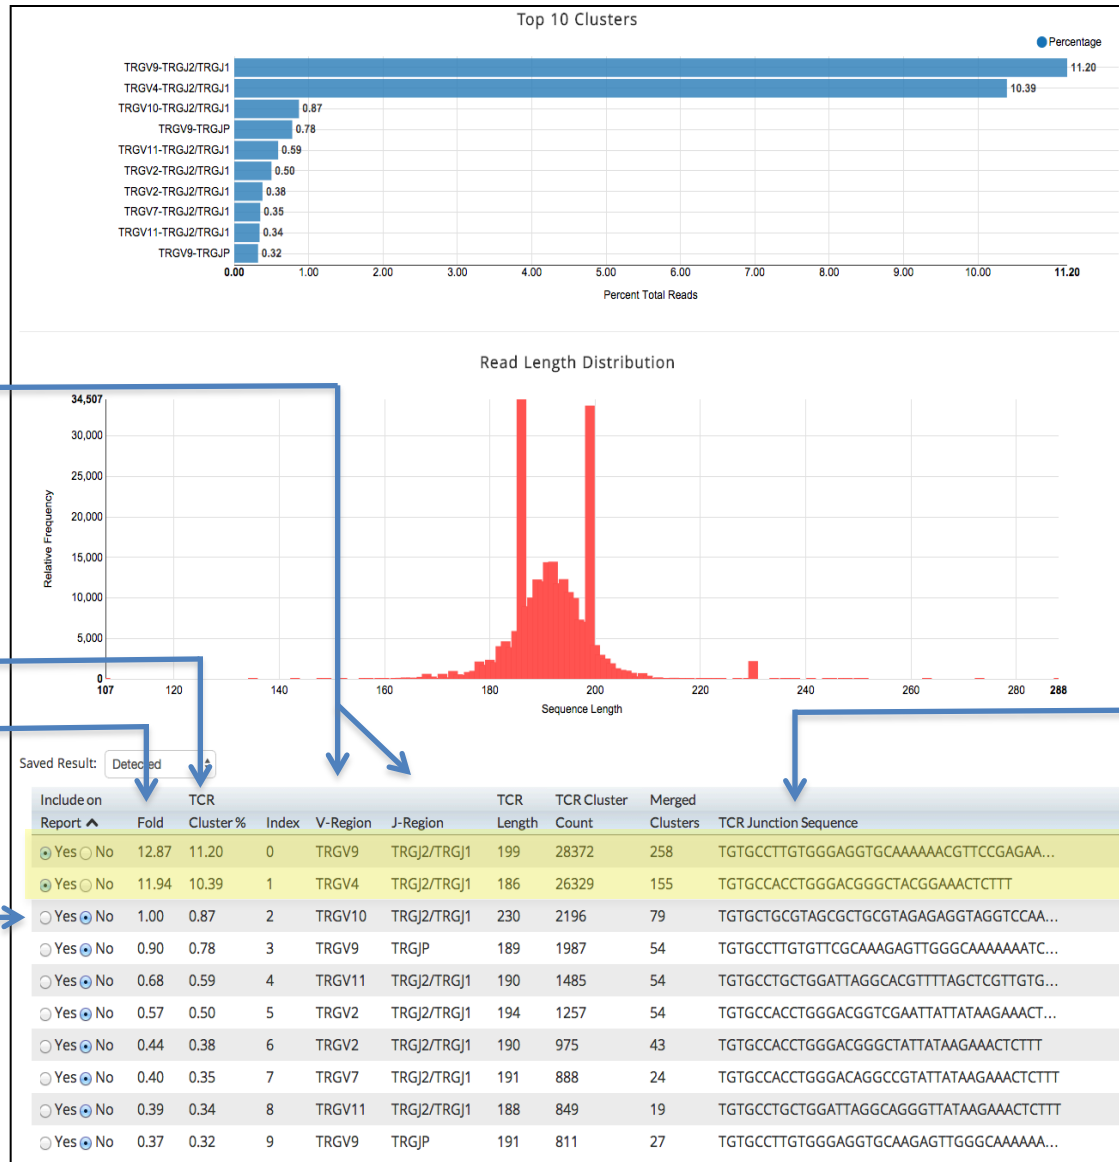 Top 10 Clusters
Percentage
TRGV9-TRGJ2/TRGJ1 11.20
TRGV4-TRGJ2/TRGJ1 10.39
TRGV10-TRGJ2/TRGJ1 0.87
TRGV9-TRGJP 0.78
TRGV11-TRGJ2/TRGJ1 0.59
TRGV2-TRGJ2/TRGJ1 0.50
TRGV2-TRGJ2/TRGJ1 0.38
TRGV7-TRGJ2/TRGJ1 0.35
TRGV11-TRGJ2/TRGJ1 0.34
TRGV9-TRGJP 0.32
0.00 1.00 2.00 3.00 4.00 5.00 6.00 7.00 8.00 9.00 10.00 11.20
Percent Total Reads
Read Length Distribution
34,507
30,000
25,000
20,000
15,000
10,000
5,000
0
Relative Frequency
107 120 140 160 180 200 220 240 260 280 288
Sequence Length
Saved Result: Detected
Include on TCR TCR TCR Cluster Merged
Report Fold Cluster % Index V-Region J-Region Length Count Clusters TCR Junction Sequence
Yes No 12.87 11.20 0 TRGV9 TRGJ2/TRGJ1 199 28372 258 TGTGCCTTGTGGGAGGTGCAAAAAACGTTCCGAGAA...
Yes No 11.94 10.39 1 TRGV4 TRGJ2/TRGJ1 186 26329 155 TGTGCCACCTGGGACGGGCTACGGAAACTCTTT
Yes No 1.00 0.87 2 TRGV10 TRGJ2/TRGJ1 230 2196 79 TGTGCTGCGTAGCGCTGCGTAGAGAGGTAGGTCCAA...
Yes No 0.90 0.78 3 TRGV9 TRGJP 189 1987 54 TGTGCCTTGTGTTCGCAAAGAGTTGGGCAAAAAAATC...
Yes No 0.68 0.59 4 TRGV11 TRGJ2/TRGJ1 190 1485 54 TGTGCCTGCTGGATTAGGCACGTTTTAGCTCGTTGTG...
Yes No 0.57 0.50 5 TRGV2 TRGJ2/TRGJ1 194 1257 54 TGTGCCACCTGGGACGGTCGAATTATTATAAGAAACT...
Yes No 0.44 0.38 6 TRGV2 TRGJ2/TRGJ1 190 975 43 TGTGCCACCTGGGACGGGCTATTATAAGAAACTCTTT
Yes No 0.40 0.35 7 TRGV7 TRGJ2/TRGJ1 191 888 24 TGTGCCACCTGGGACAGGCCGTATTATAAGAAACTCTTT
Yes No 0.39 0.34 8 TRGV11 TRGJ2/TRGJ1 188 849 19 TGTGCCTGCTGGATTAGGCAGGGTTATAAGAAACTCTTT
Yes No 0.37 0.32 9 TRGV9 TRGJP 191 811 27 TGTGCCTTGTGGGAGGTGCAAGAGTTGGGCAAAAAA...